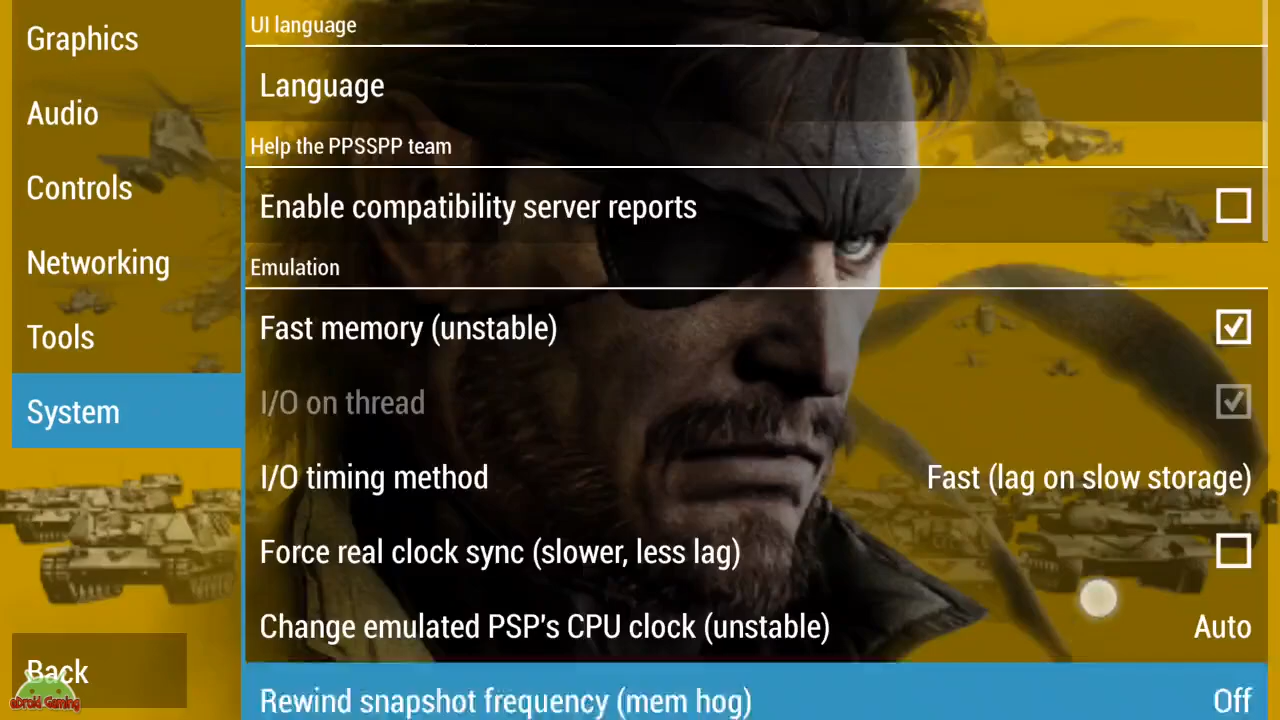 Graphics
Audio
Controls
Networking
Tools
System
Back
aDroid Gaming
UI language
Language
Help the PPSSPP team
Enable compatibility server reports
Emulation
Fast memory (unstable)
I/O on thread
I/O timing method Fast (lag on slow storage)
Force real clock sync (slower, less lag)
Change emulated PSP's CPU clock (unstable) Auto
Rewind snapshot frequency (mem hog) Off